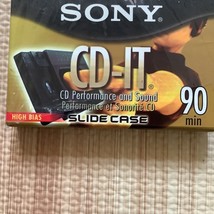 SONY
CD-IT
CD Performance and Sound
Performance et Sonorité CD
90
min
HIGH BIAS
SLIDE CASE